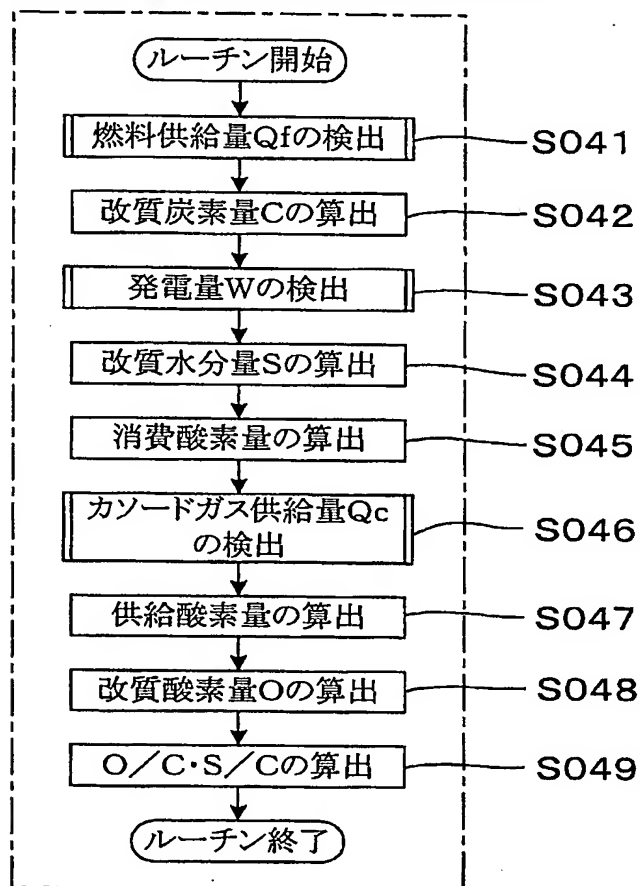 ルーチン開始
燃料供給量Qfの検出
S041
改質炭素量Cの算出
S042
発電量Wの検出
S043
改質水分量Sの算出
S044
消費酸素量の算出
S045
カソードガス供給量Qc
の検出
S046
供給酸素量の算出
S047
改質酸素量Oの算出
S048
O/C・S/Cの算出
S049
ルーチン終了